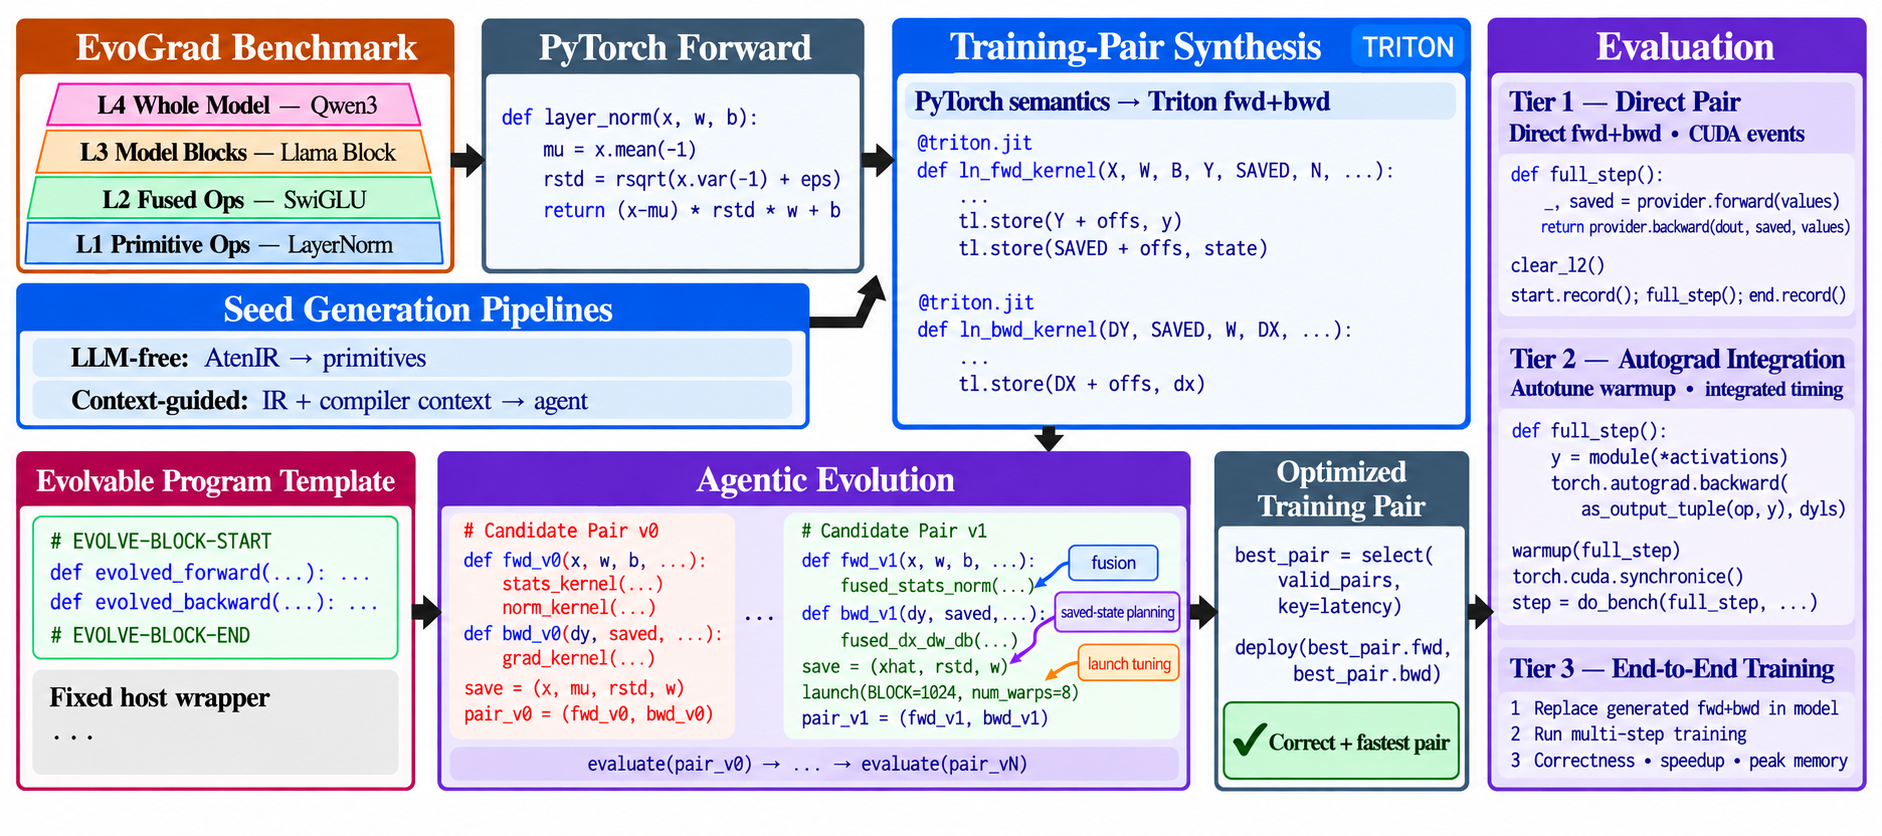 EvoGrad Benchmark
L4 Whole Model — Qwen3
L3 Model Blocks — Llama Block
L2 Fused Ops — SwiGLU
L1 Primitive Ops — LayerNorm
PyTorch Forward
def layer_norm(x, w, b):
mu = x.mean(-1)
rstd = rsqrt(x.var(-1) + eps)
return (x-mu) * rstd * w + b
Seed Generation Pipelines
LLM-free: AtenIR → primitives
Context-guided: IR + compiler context → agent
Training-Pair Synthesis TRITON
PyTorch semantics → Triton fwd+bwd
@triton.jit
def ln_fwd_kernel(X, W, B, Y, SAVED, N, ...):
...
tl.store(Y + offs, y)
tl.store(SAVED + offs, state)
@triton.jit
def ln_bwd_kernel(DY, SAVED, W, DX, ...):
...
tl.store(DX + offs, dx)
Evolvable Program Template
# EVOLVE-BLOCK-START
def evolved_forward(...): ...
def evolved_backward(...): ...
# EVOLVE-BLOCK-END
Fixed host wrapper
...
Agentic Evolution
# Candidate Pair v0
def fwd_v0(x, w, b, ...):
stats_kernel(...)
norm_kernel(...)
def bwd_v0(dy, saved, ...):
grad_kernel(...)
save = (x, mu, rstd, w)
pair_v0 = (fwd_v0, bwd_v0)
...
# Candidate Pair v1
def fwd_v1(x, w, b, ...):
fused_stats_norm(...)
def bwd_v1(dy, saved,...):
fused_dx_dw_db(...)
save = (xhat, rstd, w)
launch(BLOCK=1024, num_warps=8)
pair_v1 = (fwd_v1, bwd_v1)
fusion
saved-state planning
launch tuning
evaluate(pair_v0) → ... → evaluate(pair_vN)
Optimized
Training Pair
best_pair = select(
valid_pairs,
key=latency)
deploy(best_pair.fwd,
best_pair.bwd)
✔ Correct + fastest pair
Evaluation
Tier 1 — Direct Pair
Direct fwd+bwd • CUDA events
def full_step():
_, saved = provider.forward(values)
return provider.backward(dout, saved, values)
clear_l2()
start.record(); full_step(); end.record()
Tier 2 — Autograd Integration
Autotune warmup • integrated timing
def full_step():
y = module(*activations)
torch.autograd.backward(
as_output_tuple(op, y), dyls)
warmup(full_step)
torch.cuda.synchronice()
step = do_bench(full_step, ...)
Tier 3 — End-to-End Training
1 Replace generated fwd+bwd in model
2 Run multi-step training
3 Correctness • speedup • peak memory